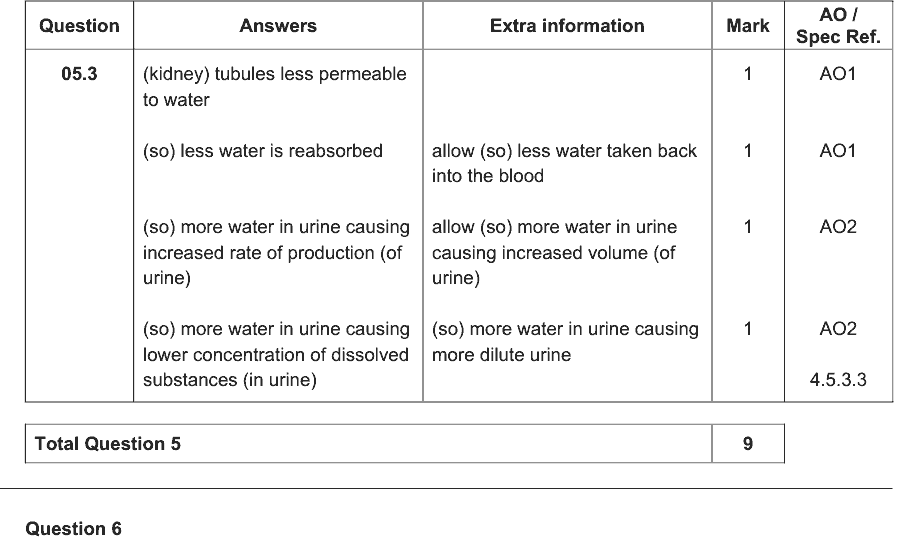 Question Answers Extra information Mark AO /
Spec Ref.
05.3 (kidney) tubules less permeable 1 AO1
to water
(so) less water is reabsorbed allow (so) less water taken back 1 AO1
into the blood
(so) more water in urine causing allow (so) more water in urine 1 AO2
increased rate of production (of causing increased volume (of
urine) urine)
(so) more water in urine causing (so) more water in urine causing 1 AO2
lower concentration of dissolved more dilute urine
substances (in urine) 4.5.3.3
Total Question 5 9
Question 6